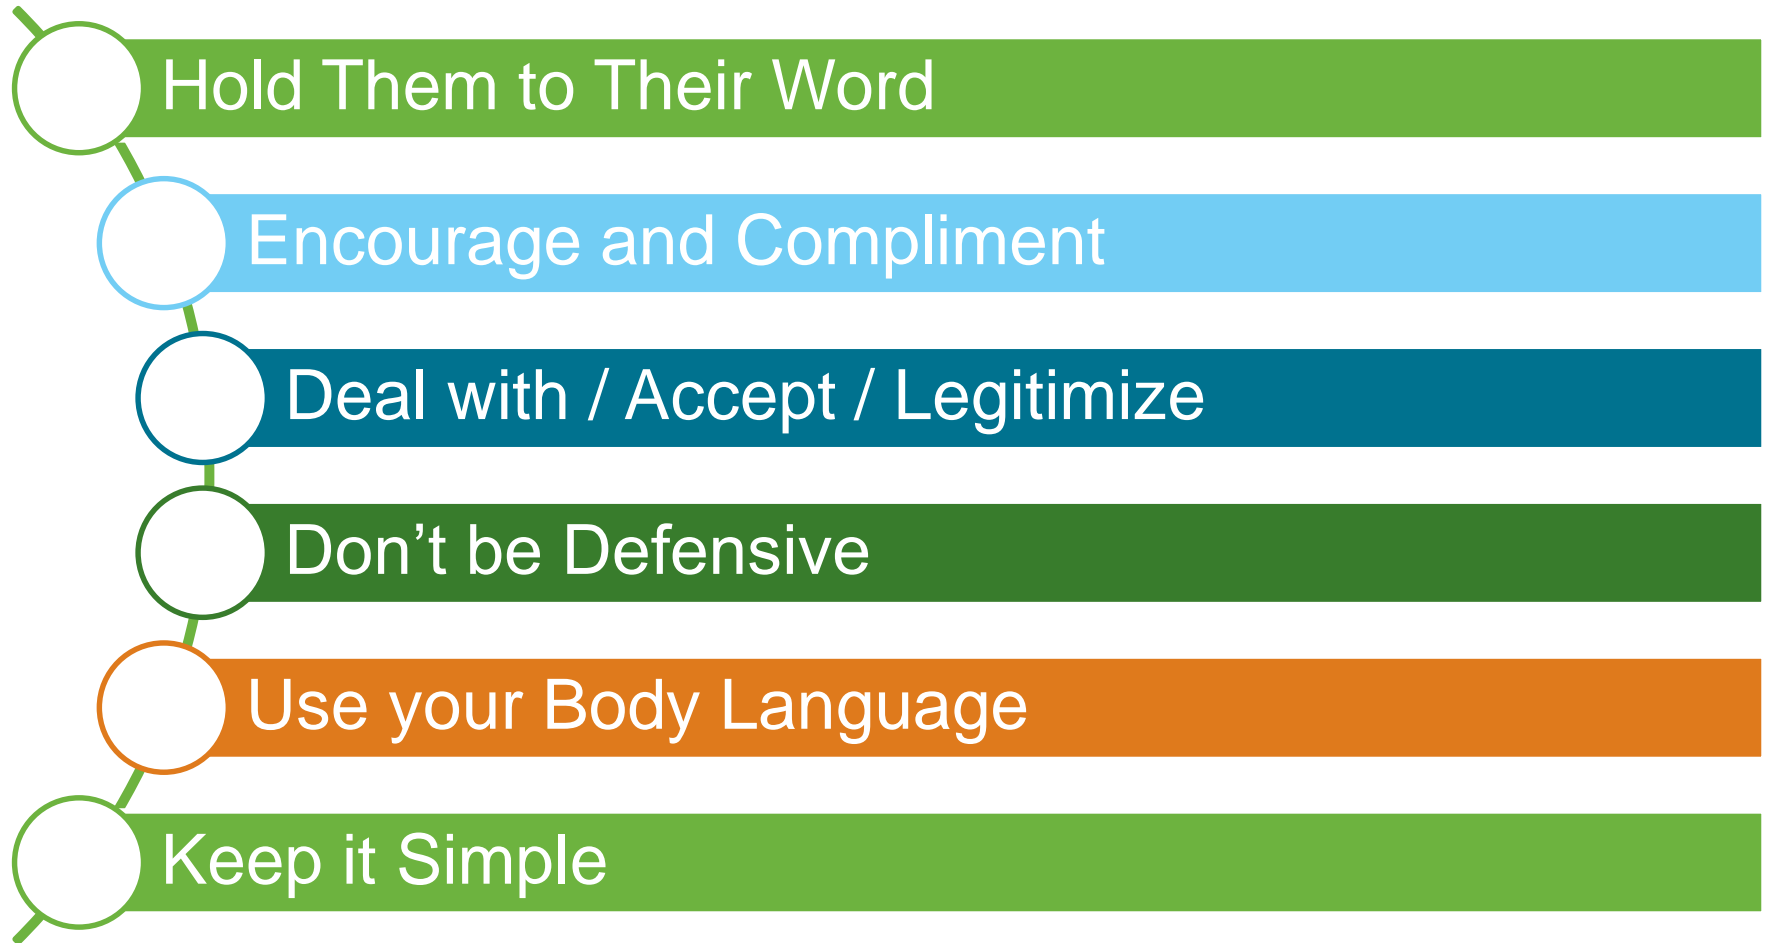 Hold Them to Their Word
Encourage and Compliment
Deal with / Accept / Legitimize
Don’t be Defensive
Use your Body Language
Keep it Simple